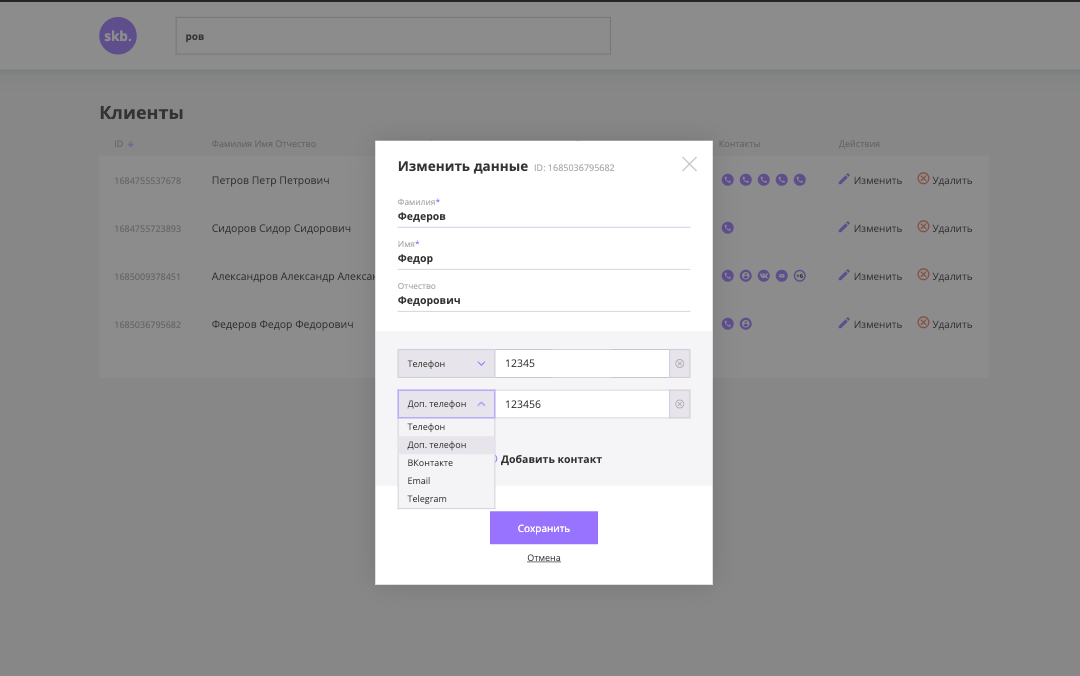 skb.
ров
Клиенты
ID Фамилия Имя Отчество Контакты Действия
1684755537678 Петров Петр Петрович Изменить Удалить
1684755723893 Сидоров Сидор Сидорович Изменить Удалить
1685009378451 Александров Александр Алексан +6 Изменить Удалить
1685036795682 Федеров Федор Федорович Изменить Удалить
Изменить данные ID: 1685036795682
Фамилия*
Федеров
Имя*
Федор
Отчество
Федорович
Телефон 12345
Доп. телефон 123456
Телефон
Доп. телефон
ВКонтакте
Email
Telegram
Добавить контакт
Сохранить
Отмена